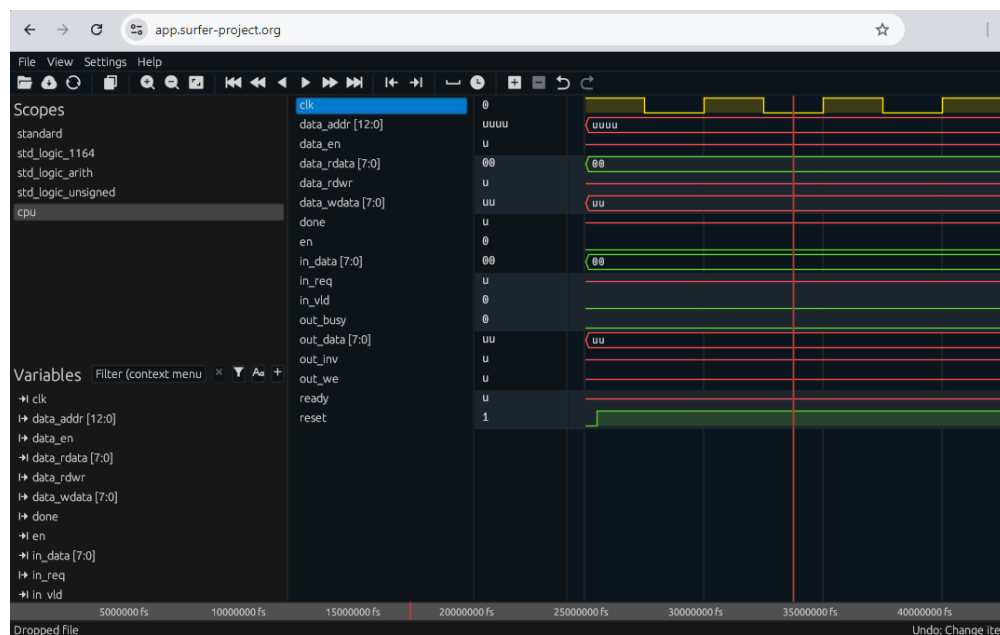 app.surfer-project.org
File View Settings Help
Scopes
standard
std_logic_1164
std_logic_arith
std_logic_unsigned
cpu
clk 0
data_addr [12:0] uuuu uuuu
data_en u
data_rdata [7:0] 00 00
data_rdwr u
data_wdata [7:0] uu uu
done u
en 0
in_data [7:0] 00 00
in_req u
in_vld 0
out_busy 0
out_data [7:0] uu uu
out_inv u
out_we u
ready u
reset 1
Variables Filter (context menu × Aa +
clk
data_addr [12:0]
data_en
data_rdata [7:0]
data_rdwr
data_wdata [7:0]
done
en
in_data [7:0]
in_req
in_vld
5000000 fs 10000000 fs 15000000 fs 20000000 fs 25000000 fs 30000000 fs 35000000 fs 40000000 fs
Dropped file Undo: Change ite